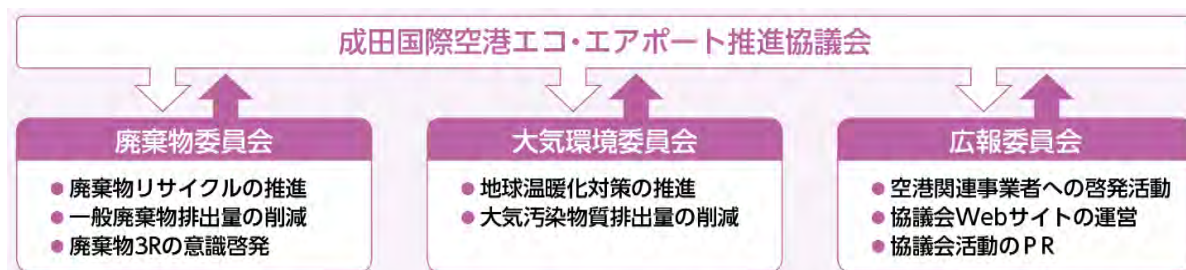 成田国際空港エコ・エアポート推進協議会
廃棄物委員会
● 廃棄物リサイクルの推進
● 一般廃棄物排出量の削減
● 廃棄物3Rの意識啓発
大気環境委員会
● 地球温暖化対策の推進
● 大気汚染物質排出量の削減
広報委員会
● 空港関連事業者への啓発活動
● 協議会Webサイトの運営
● 協議会活動のPR